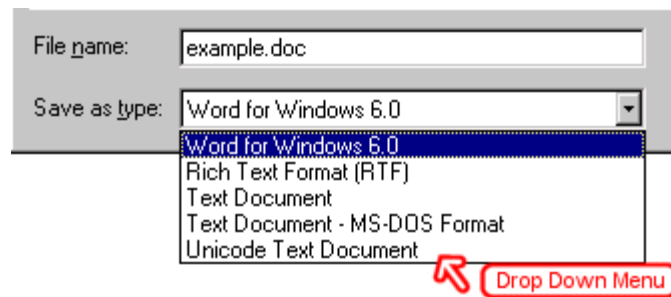 File name: example.doc
Save as type: Word for Windows 6.0
Word for Windows 6.0
Rich Text Format (RTF)
Text Document
Text Document - MS-DOS Format
Unicode Text Document
Drop Down Menu